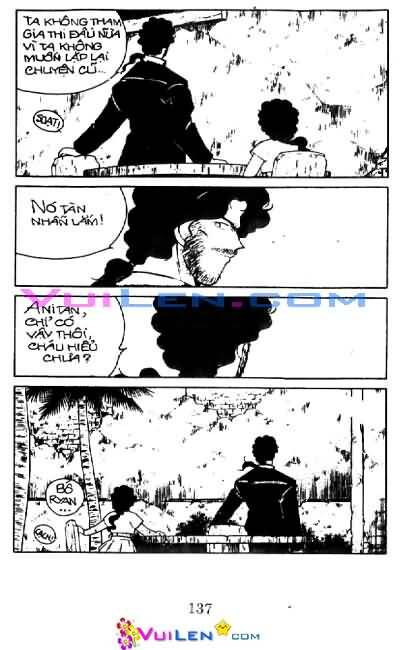 TA KHÔNG THAM
GIA THI ĐẤU NỮA
VÌ TA KHÔNG
MUỐN LẶP LẠI
CHUYỆN CŨ...
SOẠT!
NÓ TÀN
NHẪN LẮM!
VuiLen.com
ANITAN,
CHỈ CÓ
VẬY THÔI,
CHÁU HIỂU
CHƯA?
BỐ
RYAN
...
137
VuiLen.com